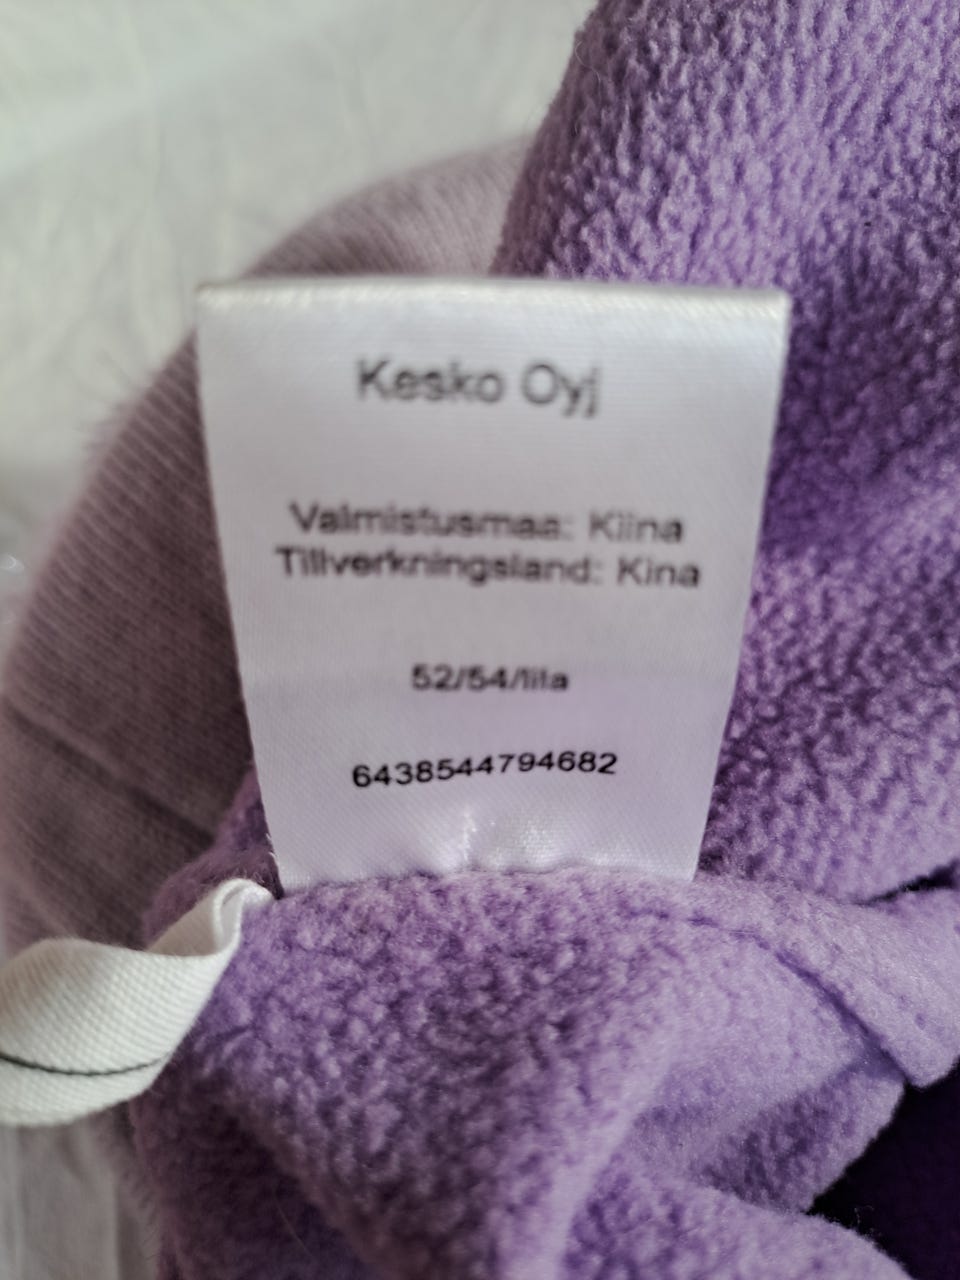 Kesko Oyj
Valmistusmaa: Kiina
Tillverkningsland: Kina
52/54/lila
6438544794682